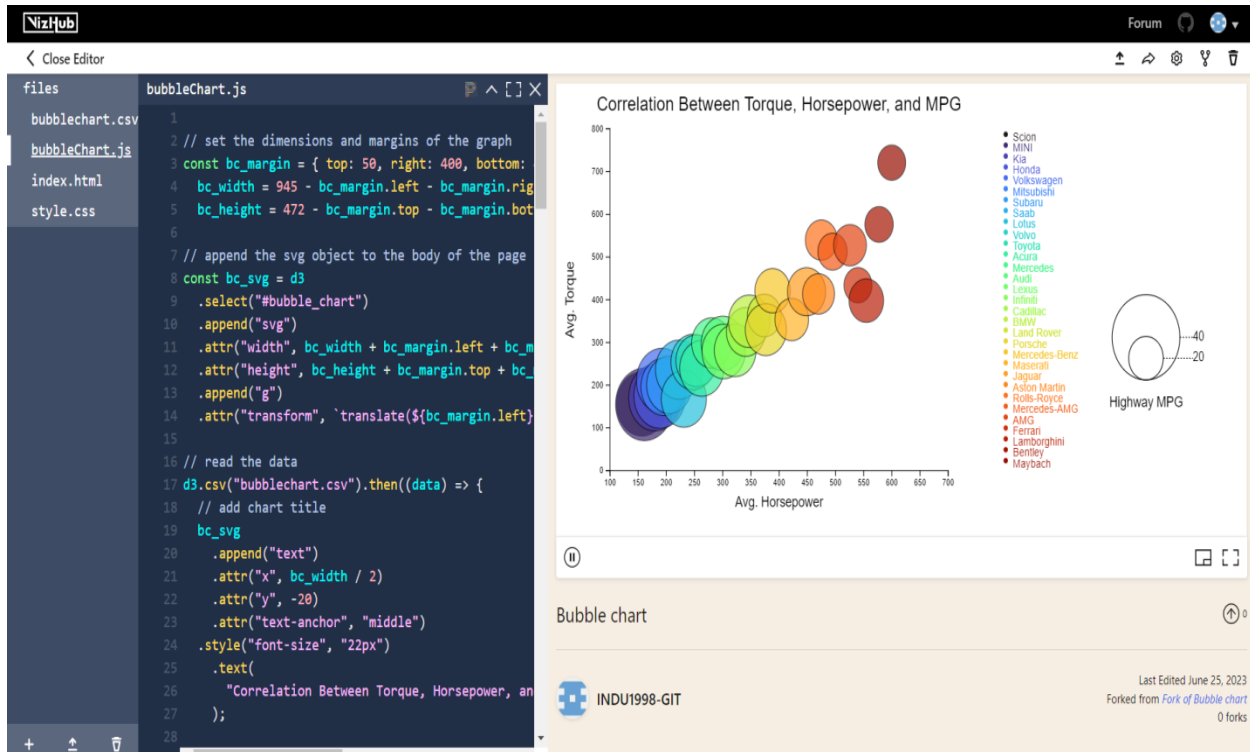 VizHub
Forum
Close Editor
files
bubblechart.csv
bubbleChart.js
index.html
style.css
bubbleChart.js
1
2 // set the dimensions and margins of the graph
3 const bc_margin = { top: 50, right: 400, bottom:
4 bc_width = 945 - bc_margin.left - bc_margin.rig
5 bc_height = 472 - bc_margin.top - bc_margin.bot
6
7 // append the svg object to the body of the page
8 const bc_svg = d3
9 .select("#bubble_chart")
10 .append("svg")
11 .attr("width", bc_width + bc_margin.left + bc_m
12 .attr("height", bc_height + bc_margin.top + bc_
13 .append("g")
14 .attr("transform", `translate(${bc_margin.left}
15
16 // read the data
17 d3.csv("bubblechart.csv").then((data) => {
18 // add chart title
19 bc_svg
20 .append("text")
21 .attr("x", bc_width / 2)
22 .attr("y", -20)
23 .attr("text-anchor", "middle")
24 .style("font-size", "22px")
25 .text(
26 "Correlation Between Torque, Horsepower, an
27 );
28
Correlation Between Torque, Horsepower, and MPG
Avg. Torque
800
700
600
500
400
300
200
100
0
100 150 200 250 300 350 400 450 500 550 600 650 700
Avg. Horsepower
Scion
MINI
Kia
Honda
Volkswagen
Mitsubishi
Subaru
Saab
Lotus
Volvo
Toyota
Acura
Mercedes
Audi
Lexus
Infiniti
Cadillac
BMW
Land Rover
Porsche
Mercedes-Benz
Maserati
Jaguar
Aston Martin
Rolls-Royce
Mercedes-AMG
AMG
Ferrari
Lamborghini
Bentley
Maybach
40
20
Highway MPG
Bubble chart
0
INDU1998-GIT
Last Edited June 25, 2023
Forked from Fork of Bubble chart
0 forks